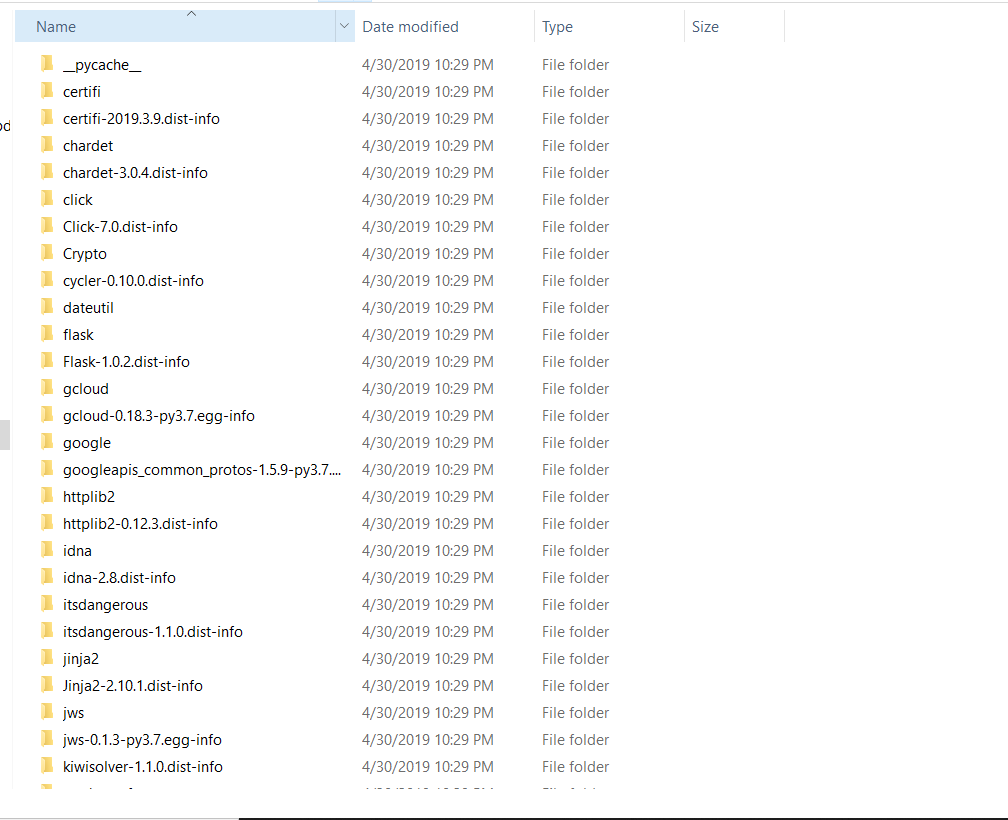 Name Date modified Type Size
__pycache__ 4/30/2019 10:29 PM File folder
certifi 4/30/2019 10:29 PM File folder
certifi-2019.3.9.dist-info 4/30/2019 10:29 PM File folder
chardet 4/30/2019 10:29 PM File folder
chardet-3.0.4.dist-info 4/30/2019 10:29 PM File folder
click 4/30/2019 10:29 PM File folder
Click-7.0.dist-info 4/30/2019 10:29 PM File folder
Crypto 4/30/2019 10:29 PM File folder
cycler-0.10.0.dist-info 4/30/2019 10:29 PM File folder
dateutil 4/30/2019 10:29 PM File folder
flask 4/30/2019 10:29 PM File folder
Flask-1.0.2.dist-info 4/30/2019 10:29 PM File folder
gcloud 4/30/2019 10:29 PM File folder
gcloud-0.18.3-py3.7.egg-info 4/30/2019 10:29 PM File folder
google 4/30/2019 10:29 PM File folder
googleapis_common_protos-1.5.9-py3.7.... 4/30/2019 10:29 PM File folder
httplib2 4/30/2019 10:29 PM File folder
httplib2-0.12.3.dist-info 4/30/2019 10:29 PM File folder
idna 4/30/2019 10:29 PM File folder
idna-2.8.dist-info 4/30/2019 10:29 PM File folder
itsdangerous 4/30/2019 10:29 PM File folder
itsdangerous-1.1.0.dist-info 4/30/2019 10:29 PM File folder
jinja2 4/30/2019 10:29 PM File folder
Jinja2-2.10.1.dist-info 4/30/2019 10:29 PM File folder
jws 4/30/2019 10:29 PM File folder
jws-0.1.3-py3.7.egg-info 4/30/2019 10:29 PM File folder
kiwisolver-1.1.0.dist-info 4/30/2019 10:29 PM File folder